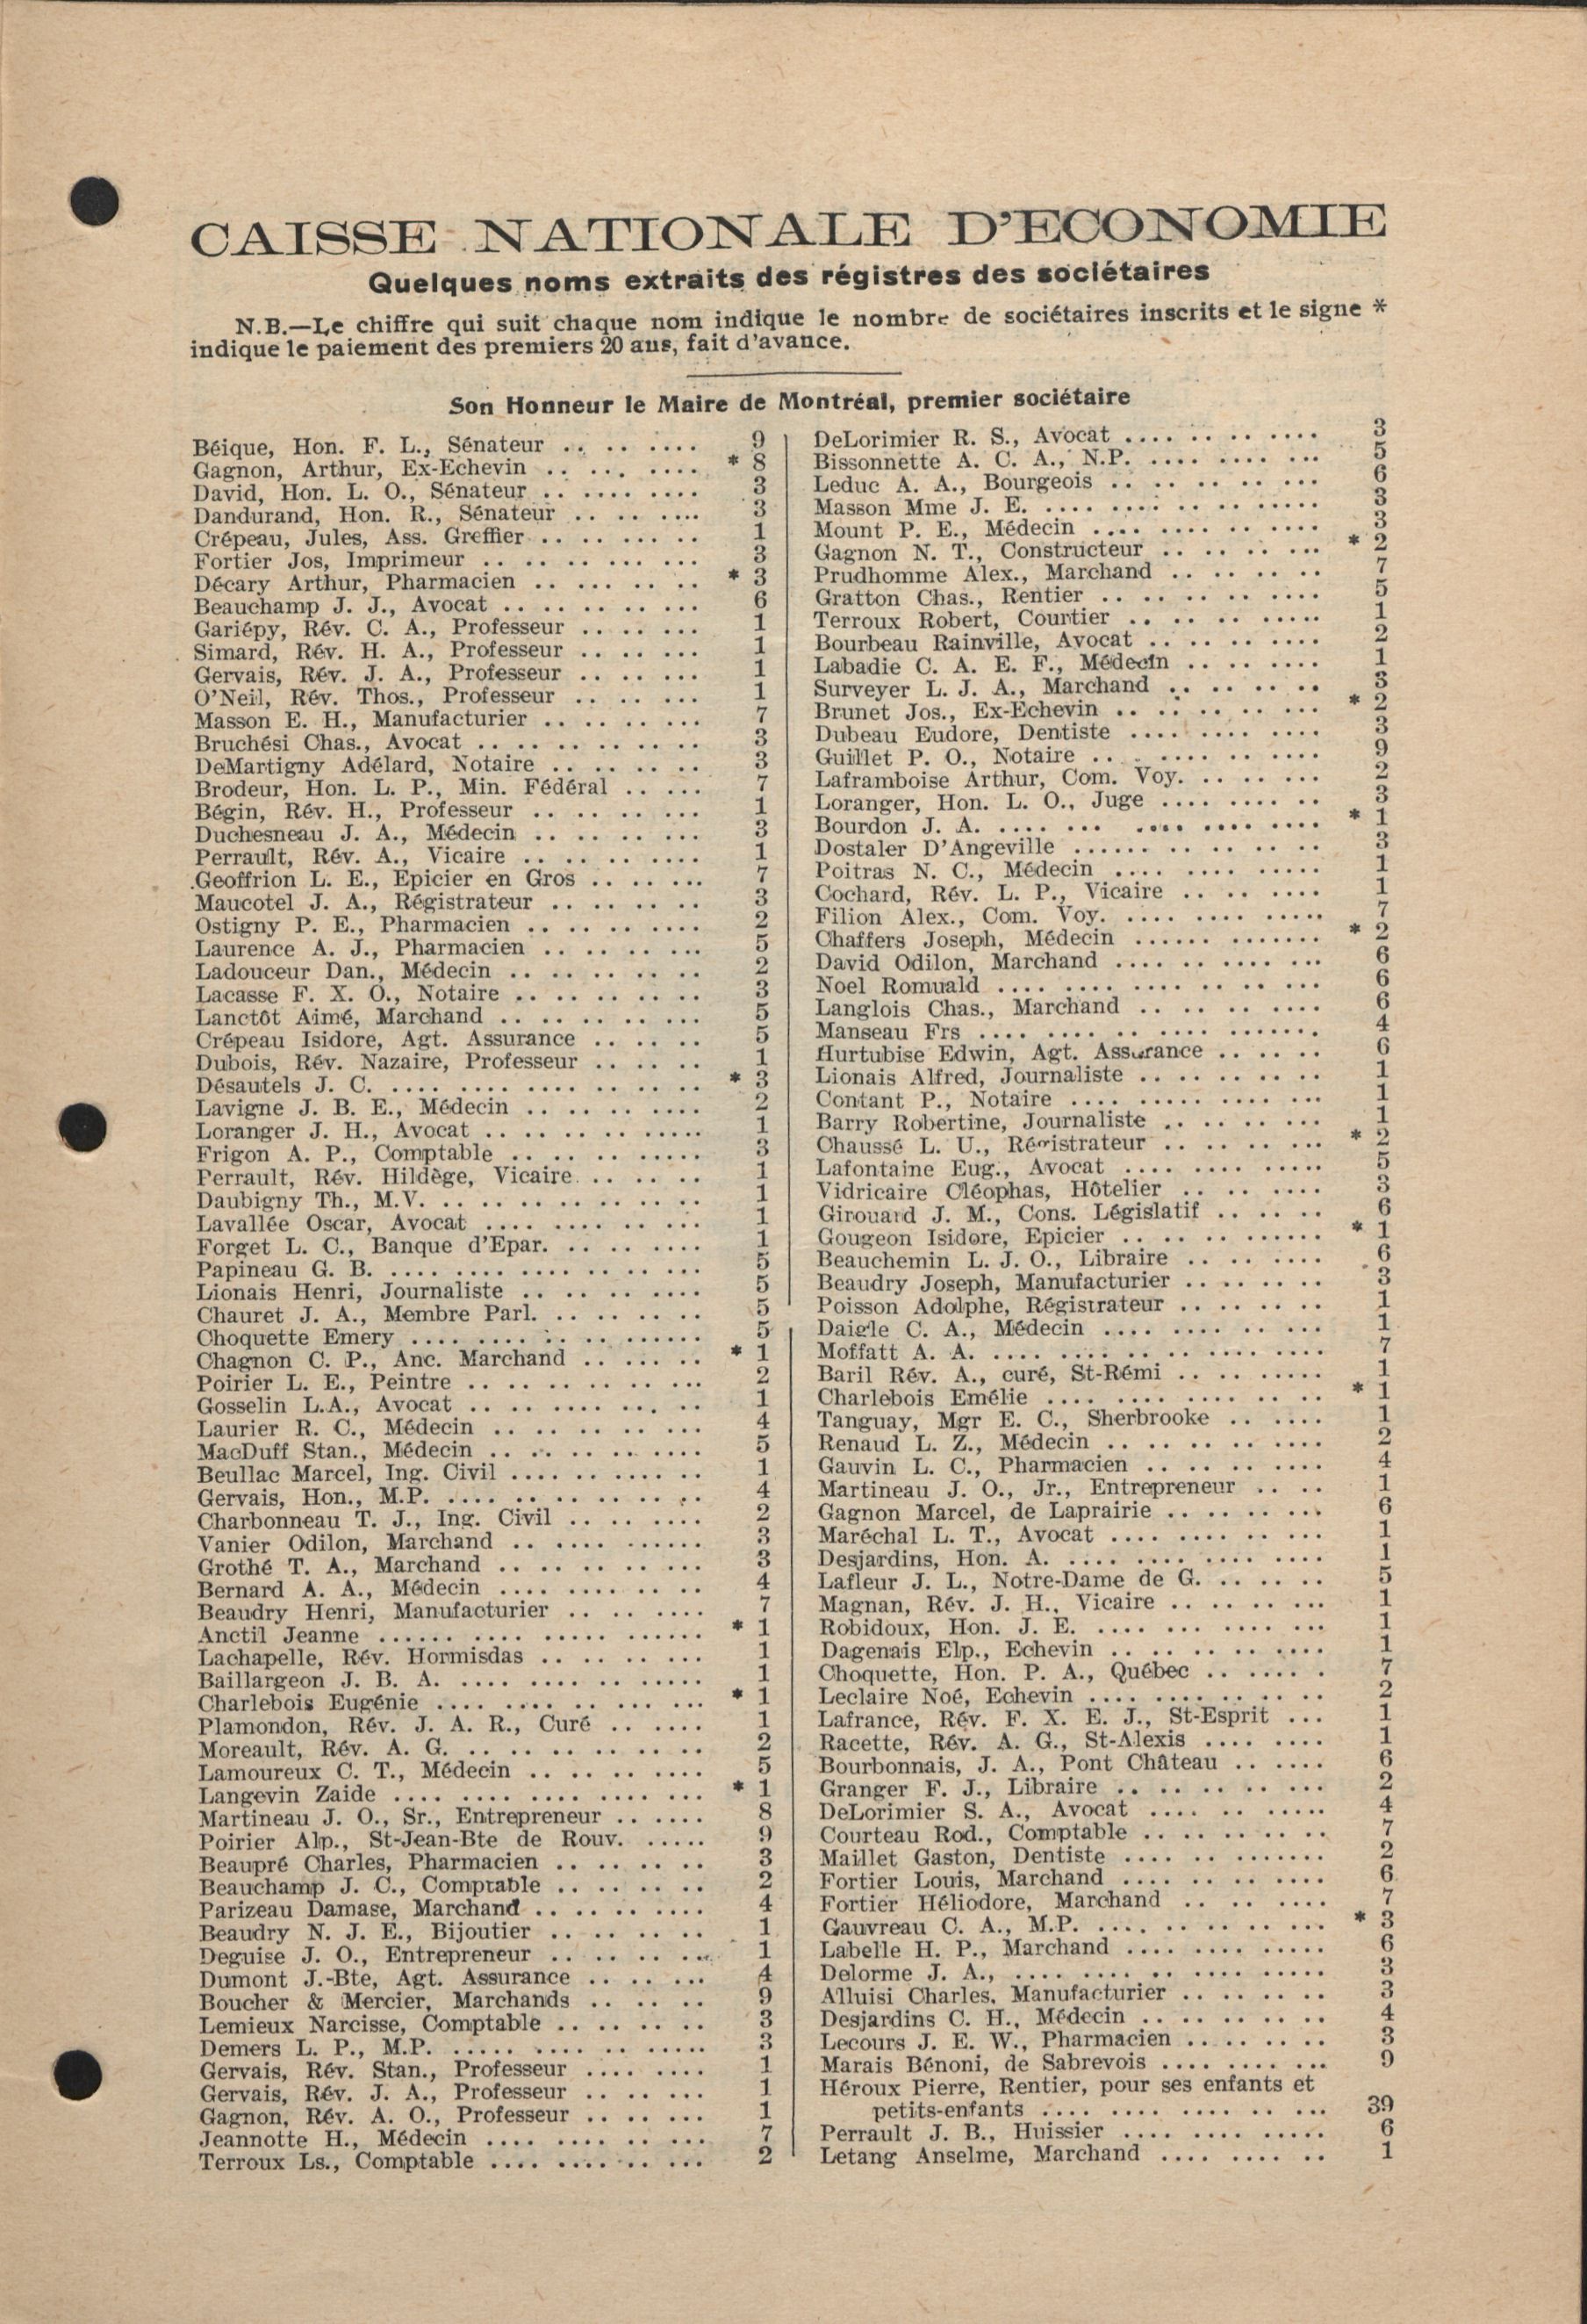 CAISSE NATIONALE D'ECONOMIE
Quelques noms extraits des régistres des sociétaires
N.B.—Le chiffre qui suit chaque nom indique le nombre de sociétaires inscrits et le signe *
indique le paiement des premiers 20 ans, fait d'avance.
Son Honneur le Maire de Montréal, premier sociétaire
Béique, Hon. F. L., Sénateur .. .. .... 9
Gagnon, Arthur, Ex-Echevin .. ... .... * 8
David, Hon. L. O., Sénateur .. .... .... 3
Dandurand, Hon. R., Sénateur .. .. .... 3
Crépeau, Jules, Ass. Greffier .. .. ... .. 1
Fortier Jos, Imprimeur .. .. .. ... ... 3
Décary Arthur, Pharmacien .. .. ... .. * 3
Beauchamp J. J., Avocat .. .. .. .. ... 6
Gariépy, Rév. C. A., Professeur .. .. ... 1
Simard, Rév. H. A., Professeur .. .. ... 1
Gervais, Rév. J. A., Professeur .. .. ... 1
O'Neil, Rév. Thos., Professeur .. .. ... 1
Masson E. H., Manufacturier .. .. .. ... 7
Bruchési Chas., Avocat .. .. .. .. .. .. 3
DeMartigny Adélard, Notaire .. .. .. .. 3
Brodeur, Hon. L. P., Min. Fédéral .. ... 7
Bégin, Rév. H., Professeur .. .. .. ... 1
Duchesneau J. A., Médecin .. .. .. ... 3
Perrault, Rév. A., Vicaire .. .. .. .... 1
Geoffrion L. E., Epicier en Gros .. .. ... 7
Maucotel J. A., Régistrateur .. .. .. .. 3
Ostigny P. E., Pharmacien .. .. .. .... 2
Laurence A. J., Pharmacien .. .. .. ... 5
Ladouceur Dan., Médecin .. .. .. .. .. 2
Lacasse F. X. O., Notaire .. .. .. .. .. 3
Lanctôt Aimé, Marchand .. .. .. .. ... 5
Crépeau Isidore, Agt. Assurance .. .. .. 5
Dubois, Rév. Nazaire, Professeur .. .. .. 1
Désautels J. C. .... .... .... .. .. .. * 3
Lavigne J. B. E., Médecin .. .. .. .... 2
Loranger J. H., Avocat .. .. .. .. ..... 1
Frigon A. P., Comptable .. .. .. ..... 3
Perrault, Rév. Hildège, Vicaire. .. .. .. 1
Daubigny Th., M.V. .. .. .. .. .. .. .. 1
Lavallée Oscar, Avocat .... .... .. ... 1
Forget L. C., Banque d'Epar. .. .. .... 1
Papineau G. B. .... .... .... .. .. ... 5
Lionais Henri, Journaliste .. .. .. .... 5
Chauret J. A., Membre Parl. .. .. .. .. 5
Choquette Emery .... .... .. .. ...... 5
Chagnon C. P., Anc. Marchand .. ... .. * 1
Poirier L. E., Peintre .. .. .. .. .. ... 2
Gosselin L.A., Avocat .. .. .... ... .. 1
Laurier R. C., Médecin .. .. .. .. ... 4
MacDuff Stan., Médecin .. .. .. .. .... 5
Beullac Marcel, Ing. Civil .... .. ... .. 1
Gervais, Hon., M.P. .... .. .. .. .. .. 4
Charbonneau T. J., Ing. Civil .. .. .... 2
Vanier Odilon, Marchand .. .... ...... 3
Grothé T. A., Marchand .. .. .. .. ... 3
Bernard A. A., Médecin .... .... .. .. 4
Beaudry Henri, Manufacturier .. .. .... 7
Anctil Jeanne ...... .... ..... ...... * 1
Lachapelle, Rév. Hormisdas .. .. .. ... 1
Baillargeon J. B. A. .... .... .. ..... 1
Charlebois Eugénie .... .... .. ... ... * 1
Plamondon, Rév. J. A. R., Curé .. .... 1
Moreault, Rév. A. G. .. .. .. .. .. .. 2
Lamoureux C. T., Médecin .. .. .. .... 5
Langevin Zaide .... .... .... .... ... * 1
Martineau J. O., Sr., Entrepreneur .. .... 8
Poirier Alp., St-Jean-Bte de Rouv. ..... 9
Beaupré Charles, Pharmacien .. .. .. .. 3
Beauchamp J. C., Comptable .. .. .. .. 2
Parizeau Damase, Marchand .. .. .. .... 4
Beaudry N. J. E., Bijoutier .. .. .. .. 1
Deguise J. O., Entrepreneur .. .. .. ... 1
Dumont J.-Bte, Agt. Assurance .. .. ... 4
Boucher & Mercier, Marchands .. .. .. 9
Lemieux Narcisse, Comptable .. .. .. .. 3
Demers L. P., M.P. ..... .... .. ..... 3
Gervais, Rév. Stan., Professeur .... .... 1
Gervais, Rév. J. A., Professeur .. .. ... 1
Gagnon, Rév. A. O., Professeur .. .. ... 1
Jeannotte H., Médecin .... .... .. ... 7
Terroux Ls., Comptable .... .... .. ... 2
DeLorimier R. S., Avocat .... .. .. .... 3
Bissonnette A. C. A., N.P. .... .... ... 5
Leduc A. A., Bourgeois .. .. .. .. ... 6
Masson Mme J. E. .... .... .. .. ..... 3
Mount P. E., Médecin .... .... .. .... 3
Gagnon N. T., Constructeur .. .. .. ... * 2
Prudhomme Alex., Marchand .. .. .. .. 7
Gratton Chas., Rentier .. .. .. .. .... 5
Terroux Robert, Courtier .. .. .. ..... 1
Bourbeau Rainville, Avocat .. .. .. .... 2
Labadie C. A. E. F., Médecin .. .. .... 1
Surveyer L. J. A., Marchand .. .. .. .. 3
Brunet Jos., Ex-Echevin .. .. .. .. ... * 2
Dubeau Eudore, Dentiste .... .... .... 3
Guillet P. O., Notaire .. . .... .. .... 9
Laframboise Arthur, Com. Voy. .. .. ... 2
Loranger, Hon. L. O., Juge .... .... .. 3
Bourdon J. A. .... ... .... .... .... * 1
Dostaler D'Angeville ...... .. .. .. .. 3
Poitras N. C., Médecin .... .... ..... 1
Cochard, Rév. L. P., Vicaire .. .. .... 1
Filion Alex., Com. Voy. .... .... ..... 7
Chaffers Joseph, Médecin ...... ....... * 2
David Odilon, Marchand .... .. .... ... 6
Noel Romuald .... .... .... .. .. ... 6
Langlois Chas., Marchand .. .. .. .... 6
Manseau Frs .... .... .. .... ....... 4
Hurtubise Edwin, Agt. Assurance .. .. .. 6
Lionais Alfred, Journaliste .. .. .. .. .. 1
Contant P., Notaire .... ..... .... ... 1
Barry Robertine, Journaliste .. .. .. ... 1
Chaussé L. U., Régistrateur .. .. .. ... * 2
Lafontaine Eug., Avocat .... .... ..... 5
Vidricaire Cléophas, Hôtelier .. .. .... 3
Girouard J. M., Cons. Législatif .. .. .. 6
Gougeon Isidore, Epicier .. .. .. ...... * 1
Beauchemin L. J. O., Libraire .. .. .... 6
Beaudry Joseph, Manufacturier .. .. .. .. 3
Poisson Adolphe, Régistrateur .. .. .. .. 1
Daigle C. A., Médecin .... .... .. ... 1
Moffatt A. A. .... .... .. .. .... .... 7
Baril Rév. A., curé, St-Rémi .. .. ..... 1
Charlebois Emélie .... .... .... .. .. * 1
Tanguay, Mgr E. C., Sherbrooke .. .... 1
Renaud L. Z., Médecin .. .. .. .. .... 2
Gauvin L. C., Pharmacien .. .. .. .... 4
Martineau J. O., Jr., Entrepreneur .. .. 1
Gagnon Marcel, de Laprairie .. .. .. ... 6
Maréchal L. T., Avocat .... .... .. ... 1
Desjardins, Hon. A. .... .... .... .... 1
Lafleur J. L., Notre-Dame de G. .. .. .. 5
Magnan, Rév. J. H., Vicaire .. .. .. ... 1
Robidoux, Hon. J. E. .... ... .... ... 1
Dagenais Elp., Echevin .. .. .. .. .... 1
Choquette, Hon. P. A., Québec .. .... . 7
Leclaire Noé, Echevin .... .... .. .. .. 2
Lafrance, Rév. F. X. E. J., St-Esprit ... 1
Racette, Rév. A. G., St-Alexis .... .... 1
Bourbonnais, J. A., Pont Château .. .... 6
Granger F. J., Libraire .. .. .. .. ... 2
DeLorimier S. A., Avocat .... .. ..... 4
Courteau Rod., Comptable .. .. .. .. .. 7
Maillet Gaston, Dentiste .... .. ....... 2
Fortier Louis, Marchand .... .. .. .... 6
Fortier Héliodore, Marchand .. .. .... 7
Gauvreau C. A., M.P. .... .. .. .. ... * 3
Labelle H. P., Marchand .... .... ..... 6
Delorme J. A., .... .... .. .... ..... 3
Alluisi Charles, Manufacturier .. .. .. .. 3
Desjardins C. H., Médecin .. .. .. .. .. 4
Lecours J. E. W., Pharmacien .. .. .. .. 3
Marais Bénoni, de Sabrevois .... .... ... 9
Héroux Pierre, Rentier, pour ses enfants et
petits-enfants .... .... .... .. ... 39
Perrault J. B., Huissier .... .... ..... 6
Letang Anselme, Marchand .... .... .. 1